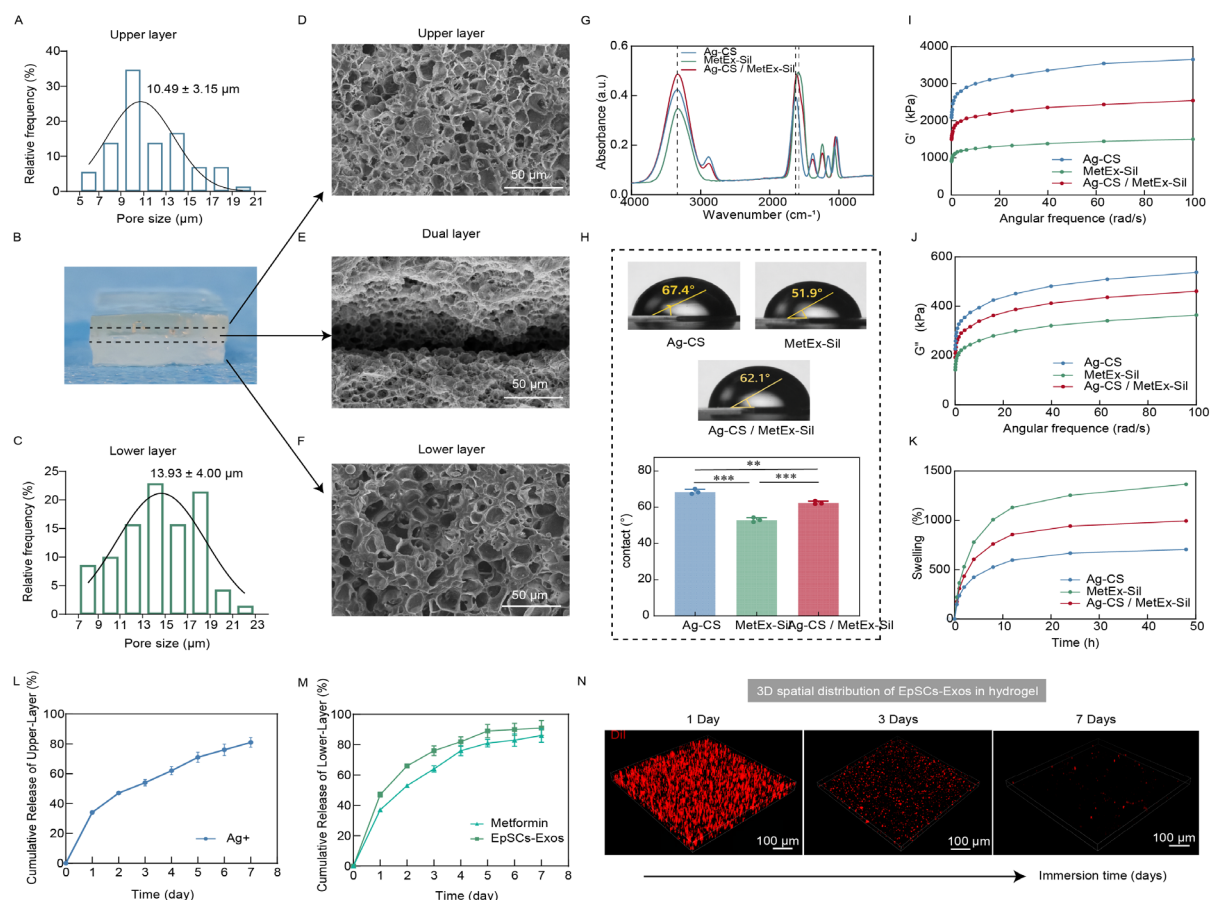 A
Upper layer
Relative frequency (%)
40
30
20
10
0
10.49 ± 3.15 µm
5 7 9 11 13 15 17 19 21
Pore size (µm)
B
C
Lower layer
Relative frequency (%)
25
20
15
10
5
0
13.93 ± 4.00 µm
7 9 11 13 15 17 19 21 23
Pore size (µm)
D
Upper layer
50 µm
E
Dual layer
50 µm
F
Lower layer
50 µm
G
Absorbance (a.u.)
0.6
0.4
0.2
0.0
Ag-CS
MetEx-Sil
Ag-CS / MetEx-Sil
4000 3000 2000 1000
Wavenumber (cm⁻¹)
H
67.4°
Ag-CS
51.9°
MetEx-Sil
62.1°
Ag-CS / MetEx-Sil
contact (°)
80
60
40
20
0
**
*** ***
Ag-CS MetEx-Sil Ag-CS / MetEx-Sil
I
G' (kPa)
4000
3000
2000
1000
0
Ag-CS
MetEx-Sil
Ag-CS / MetEx-Sil
0 20 40 60 80 100
Angular frequence (rad/s)
J
G'' (kPa)
600
400
200
0
Ag-CS
MetEx-Sil
Ag-CS / MetEx-Sil
0 20 40 60 80 100
Angular frequence (rad/s)
K
Swelling (%)
1500
1000
500
0
Ag-CS
MetEx-Sil
Ag-CS / MetEx-Sil
0 10 20 30 40 50
Time (h)
L
Cumulative Release of Upper-Layer (%)
100
80
60
40
20
0
Ag+
0 1 2 3 4 5 6 7 8
Time (day)
M
Cumulative Release of Lower-Layer (%)
100
80
60
40
20
0
Metformin
EpSCs-Exos
0 1 2 3 4 5 6 7 8
Time (day)
N
3D spatial distribution of EpSCs-Exos in hydrogel
1 Day 3 Days 7 Days
DiI
100 µm 100 µm 100 µm
Immersion time (days)